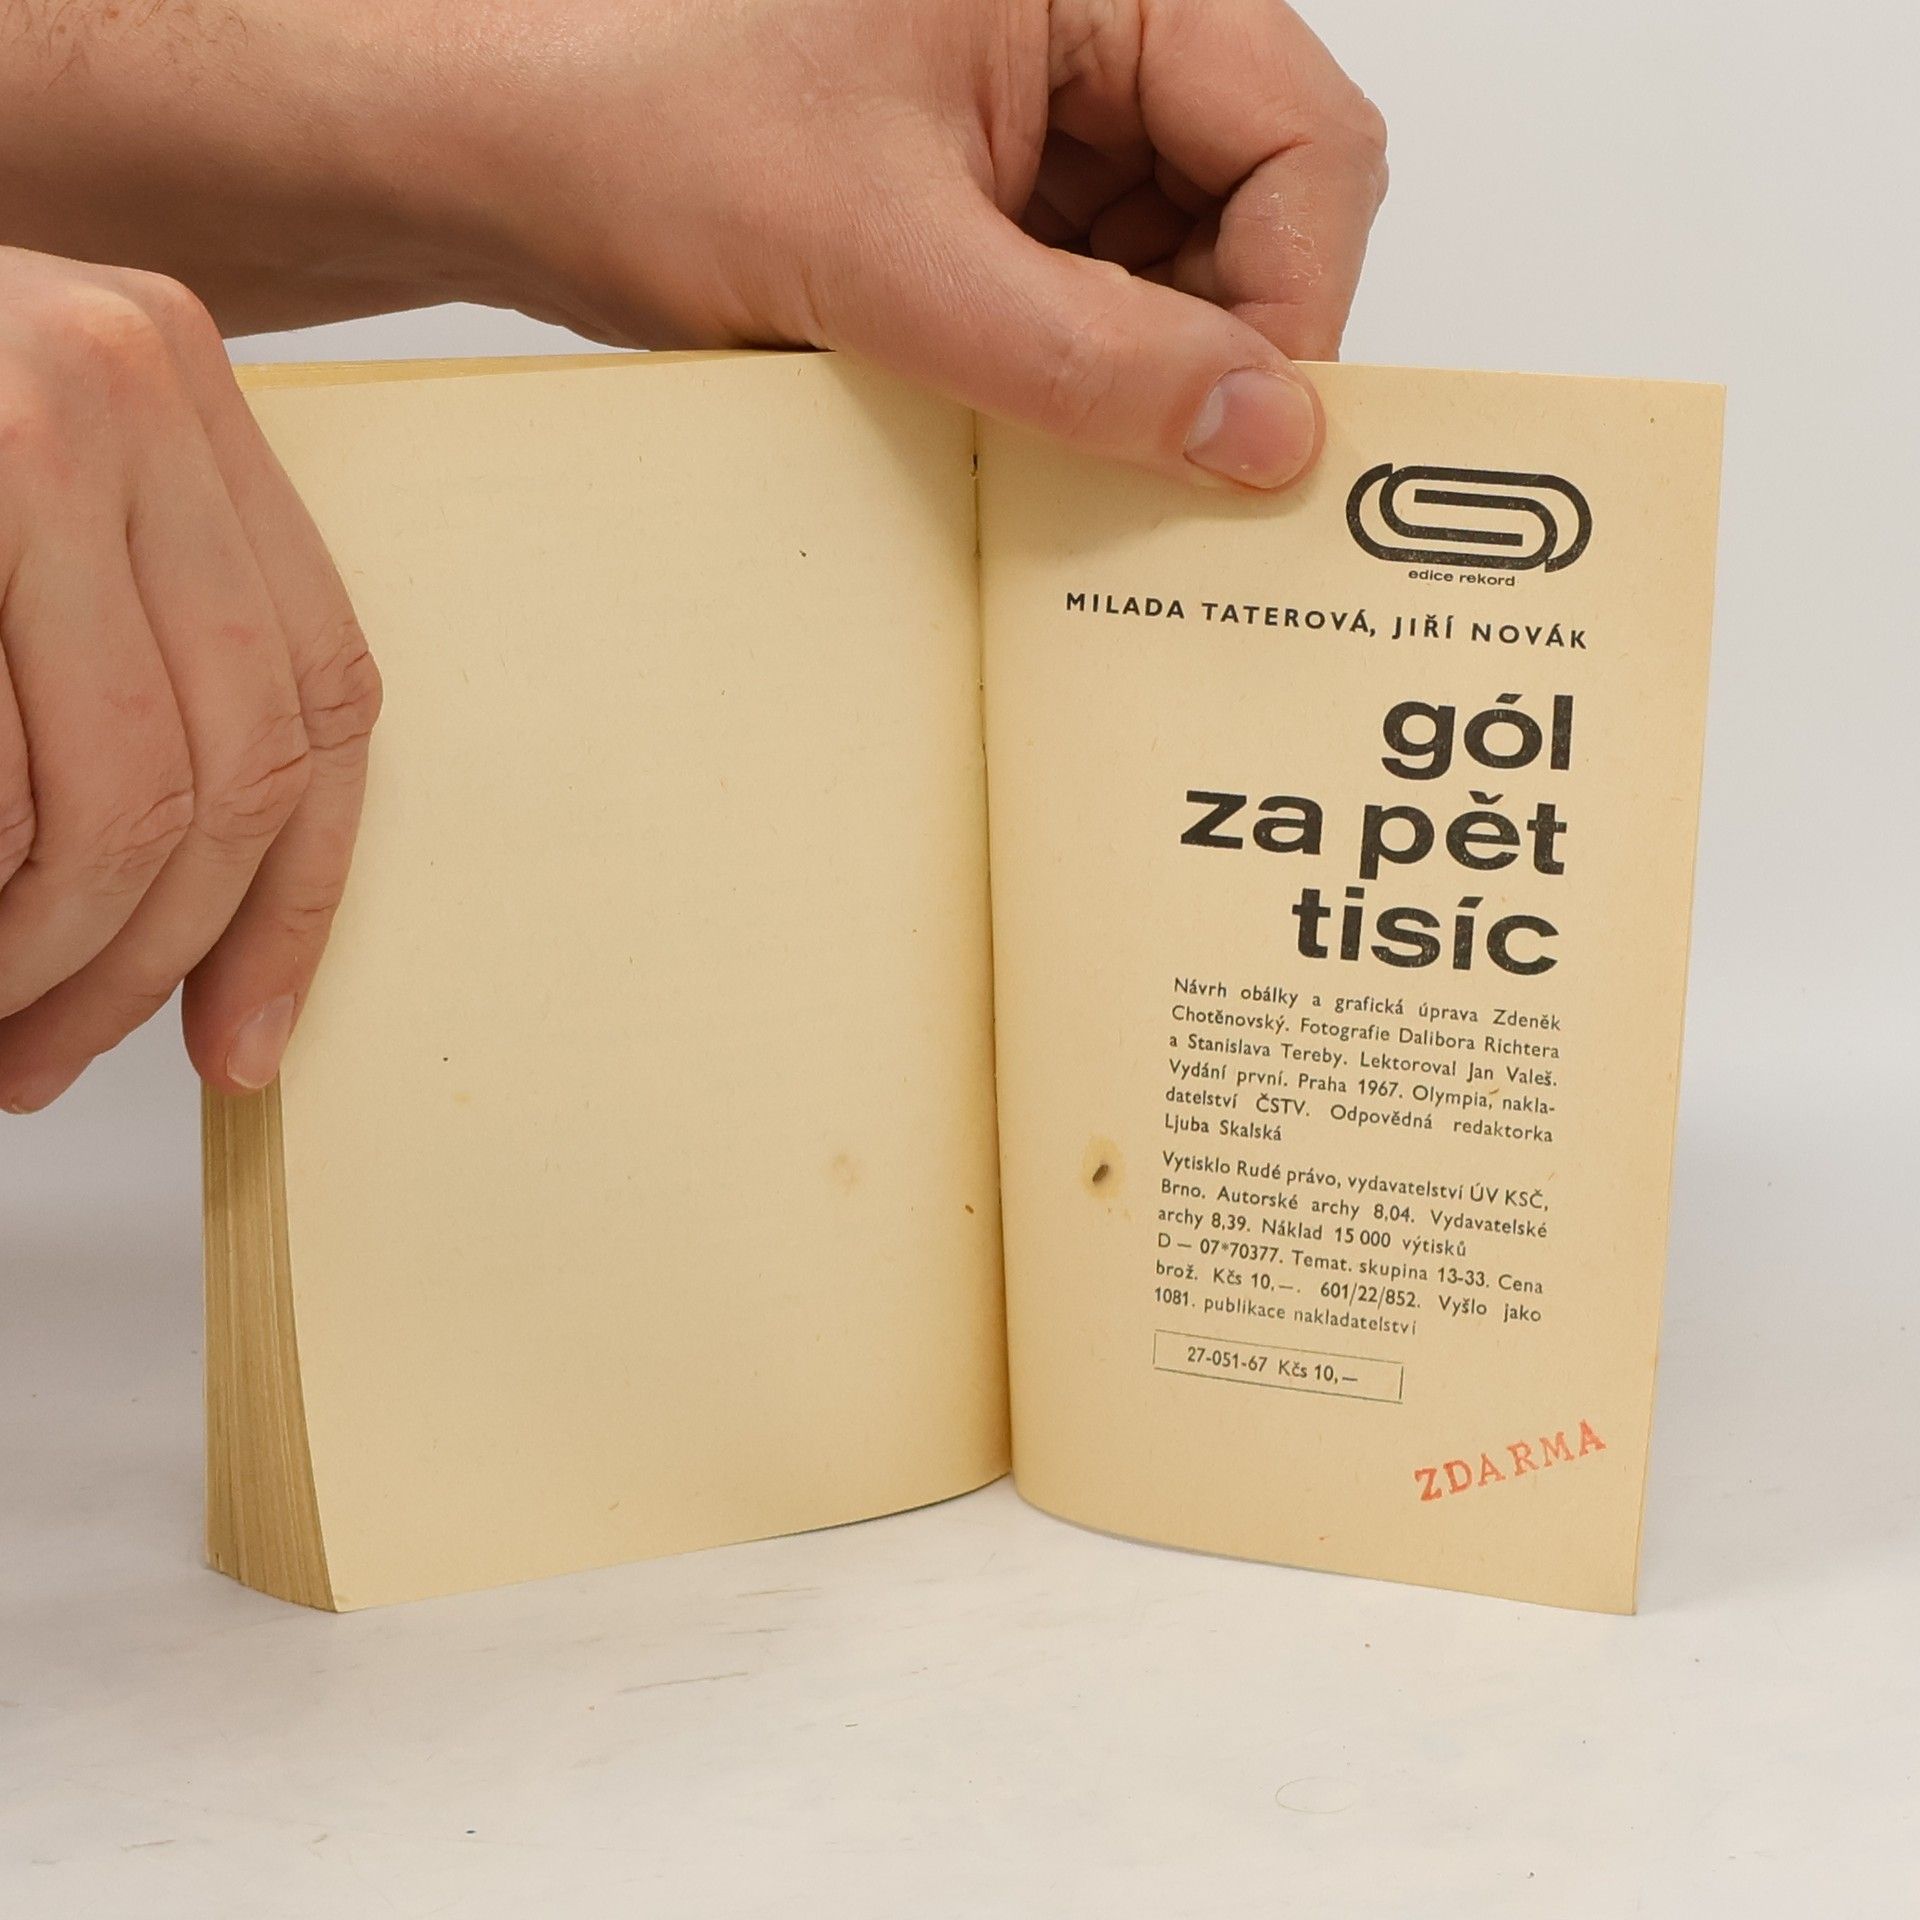 edice rekord
MILADA TATEROVÁ, JIŘÍ NOVÁK
gól
za pět
tisíc
Návrh obálky a grafická úprava Zdeněk
Chotěnovský. Fotografie Dalibora Richtera
a Stanislava Tereby. Lektoroval Jan Valeš.
Vydání první. Praha 1967. Olympia, nakla-
datelství ČSTV. Odpovědná redaktorka
Ljuba Skalská
Vytisklo Rudé právo, vydavatelství ÚV KSČ,
Brno. Autorské archy 8,04. Vydavatelské
archy 8,39. Náklad 15 000 výtisků
D — 07*70377. Temat. skupina 13-33. Cena
brož. Kčs 10,—. 601/22/852. Vyšlo jako
1081. publikace nakladatelství
27-051-67 Kčs 10,—
ZDARMA